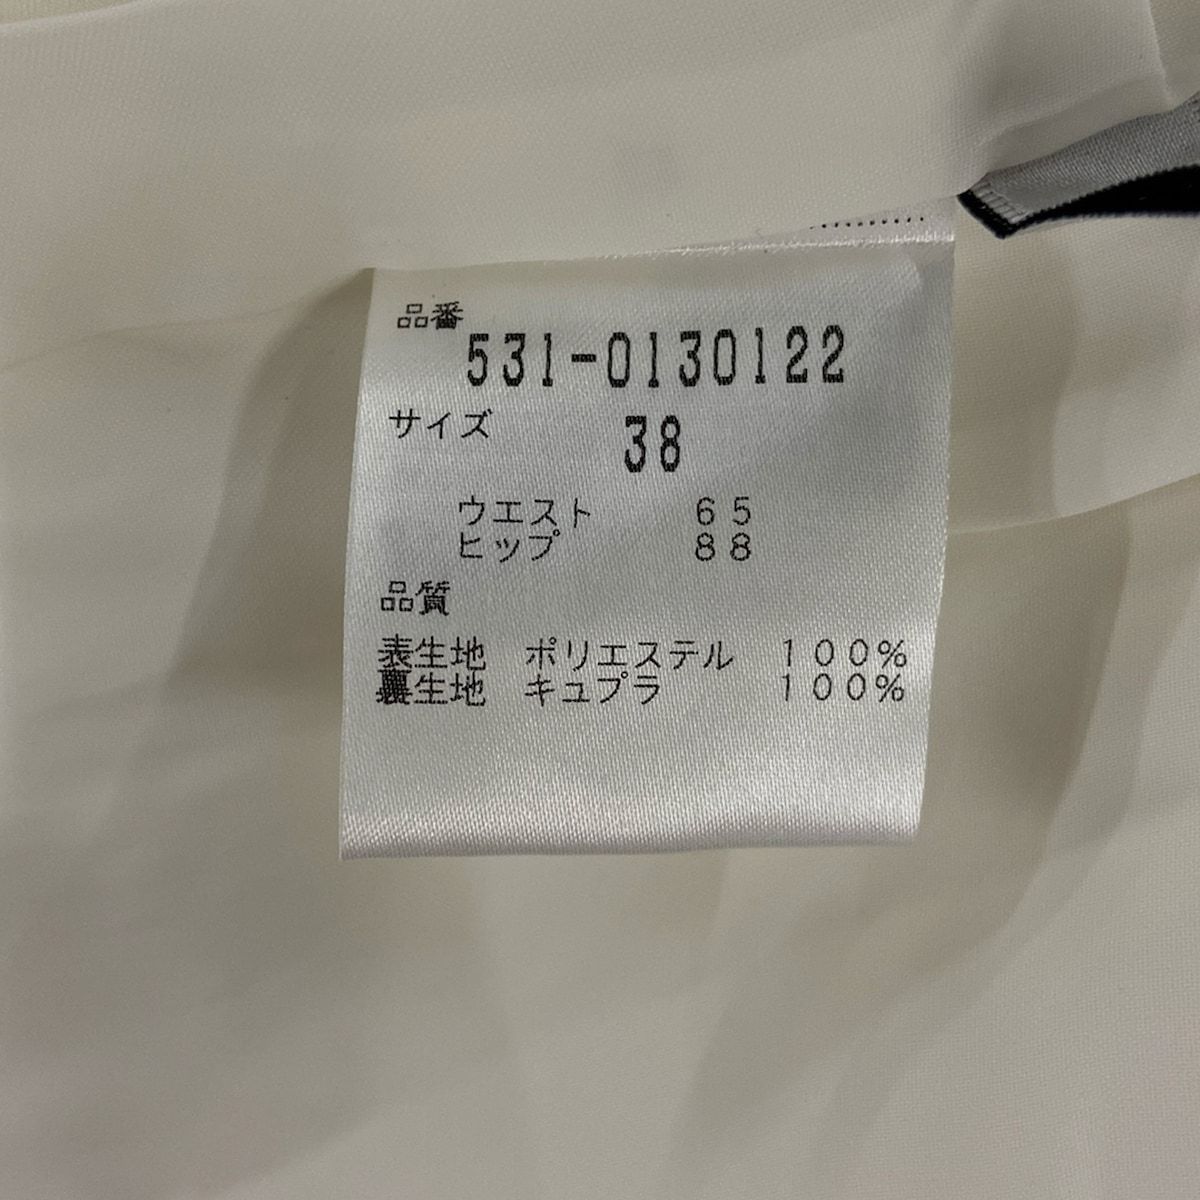 品番
531-0130122
サイズ 38
ウエスト 65
ヒップ 88
品質
表生地 ポリエステル 100%
裏生地 キュプラ 100%